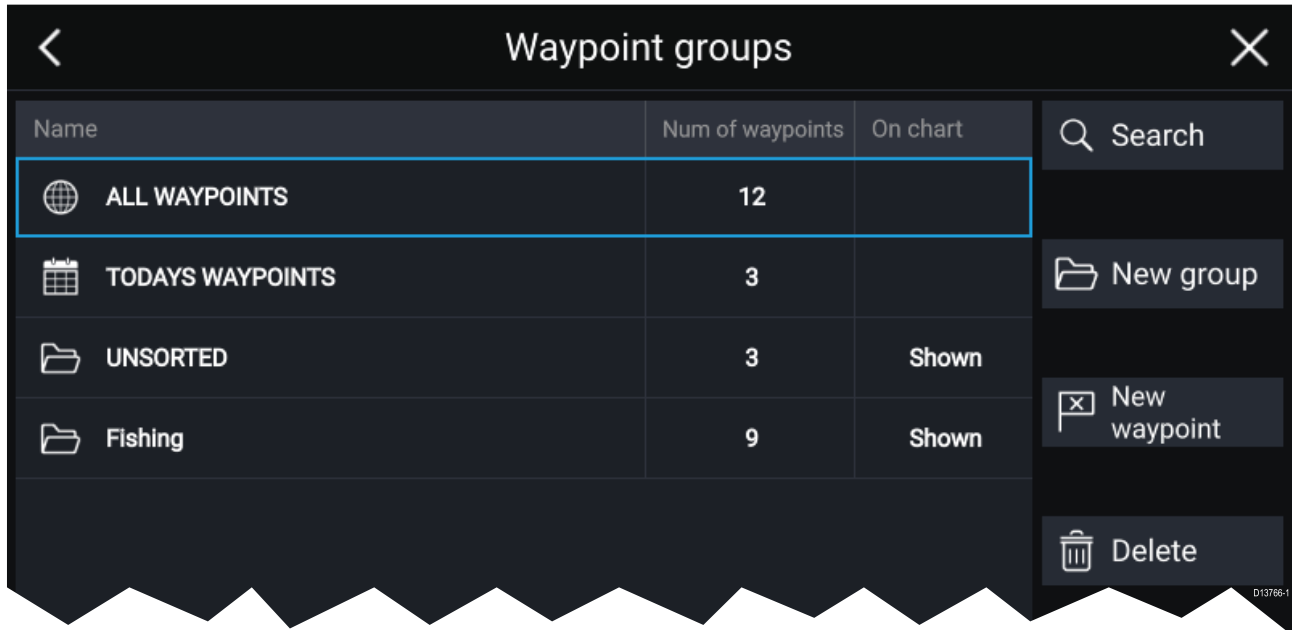 Waypoint groups
Name Num of waypoints On chart
Search
ALL WAYPOINTS 12
TODAYS WAYPOINTS 3
New group
UNSORTED 3 Shown
New
waypoint
Fishing 9 Shown
Delete
D13766-1